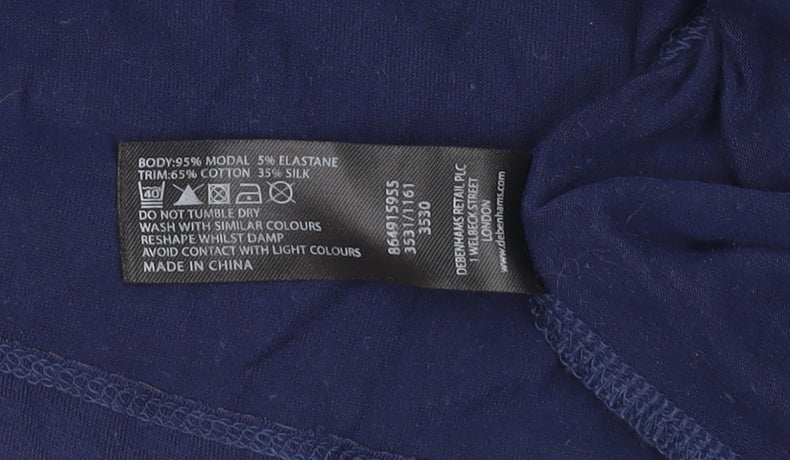 BODY:95% MODAL 5% ELASTANE
TRIM:65% COTTON 35% SILK
40°
DO NOT TUMBLE DRY
WASH WITH SIMILAR COLOURS
RESHAPE WHILST DAMP
AVOID CONTACT WITH LIGHT COLOURS
MADE IN CHINA
864915955
3531/1161
3530
DEBENHAMS RETAIL PLC
1 WELBECK STREET
LONDON
www.debenhams.com